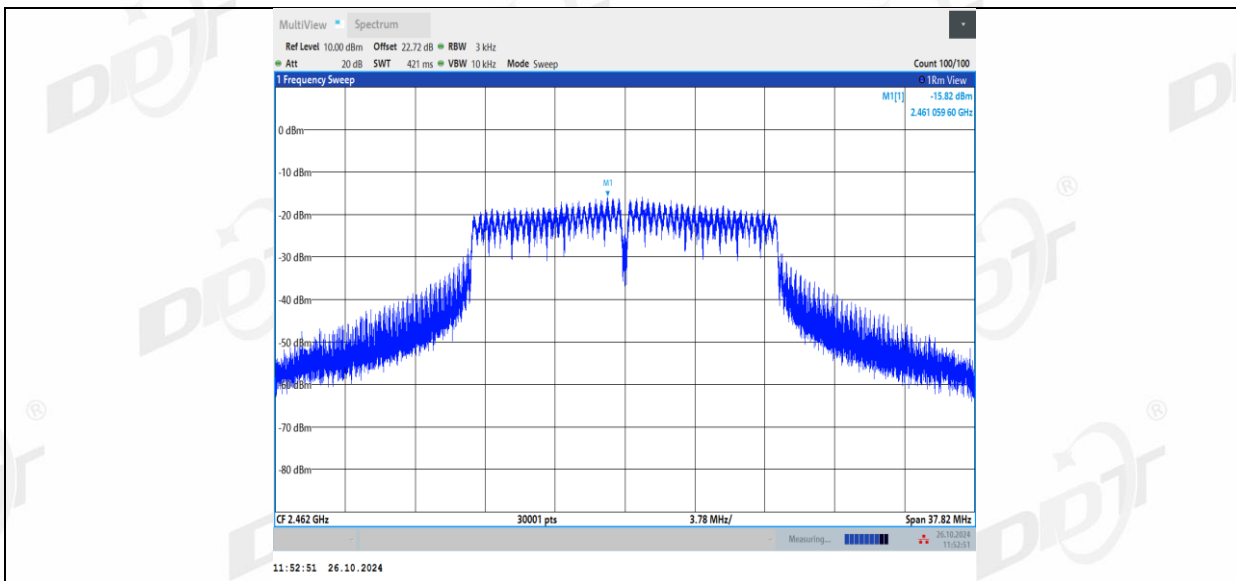 MultiView Spectrum
Ref Level 10.00 dBm Offset 22.72 dB RBW 3 kHz
Att 20 dB SWT 421 ms VBW 10 kHz Mode Sweep Count 100/100
1 Frequency Sweep 1Rm View
M1[1] -15.82 dBm
2.461 059 60 GHz
0 dBm
-10 dBm
M1
-20 dBm
-30 dBm
-40 dBm
-50 dBm
-60 dBm
-70 dBm
-80 dBm
CF 2.462 GHz 30001 pts 3.78 MHz/ Span 37.82 MHz
Measuring... 26.10.2024
11:52:51
11:52:51 26.10.2024
DDT
®